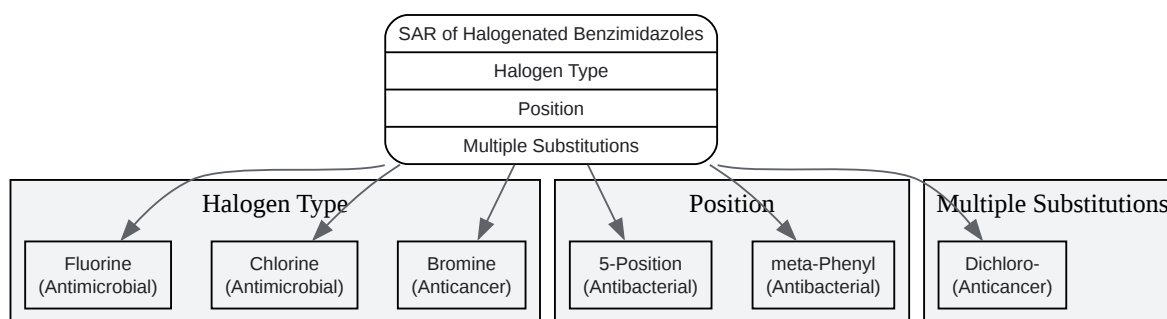 SAR of Halogenated Benzimidazoles
Halogen Type
Position
Multiple Substitutions
Halogen Type
Position
Multiple Substitutions
Fluorine
(Antimicrobial)
Chlorine
(Antimicrobial)
Bromine
(Anticancer)
5-Position
(Antibacterial)
meta-Phenyl
(Antibacterial)
Dichloro-
(Anticancer)